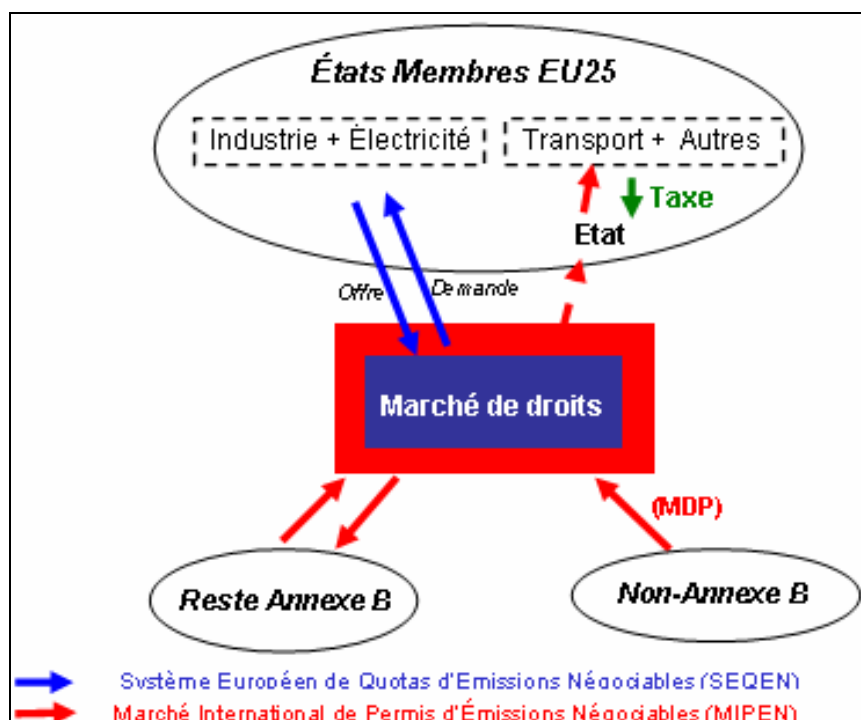 États Membres EU25
Industrie + Électricité
Transport + Autres
Taxe
Etat
Offre
Demande
Marché de droits
(MDP)
Reste Annexe B
Non-Annexe B
Système Européen de Quotas d'Emissions Négociables (SEQEN)
Marché International de Permis d'Émissions Négociables (MIPEN)